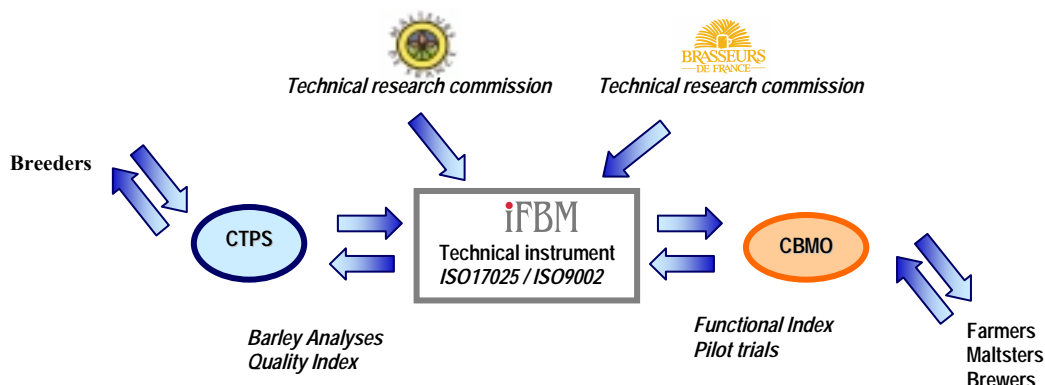 BRASSEURS
DE FRANCE
Technical research commission
Technical research commission
Breeders
CTPS
iFBM
Technical instrument
ISO17025 / ISO9002
CBMO
Barley Analyses
Quality Index
Functional Index
Pilot trials
Farmers
Maltsters
Brewers